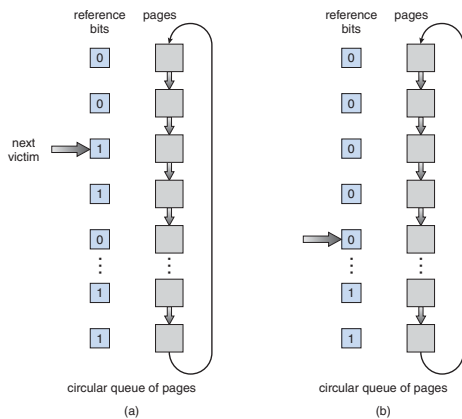 reference bits
pages
0
0
next victim
1
1
0
1
1
circular queue of pages
(a)
reference bits
pages
0
0
0
0
0
1
1
circular queue of pages
(b)